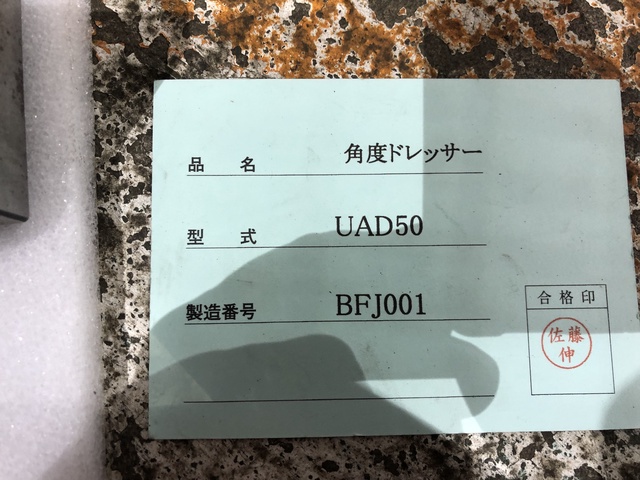 品 名 角度ドレッサー
型 式 UAD50
製造番号 BFJ001
合格印
佐藤
伸